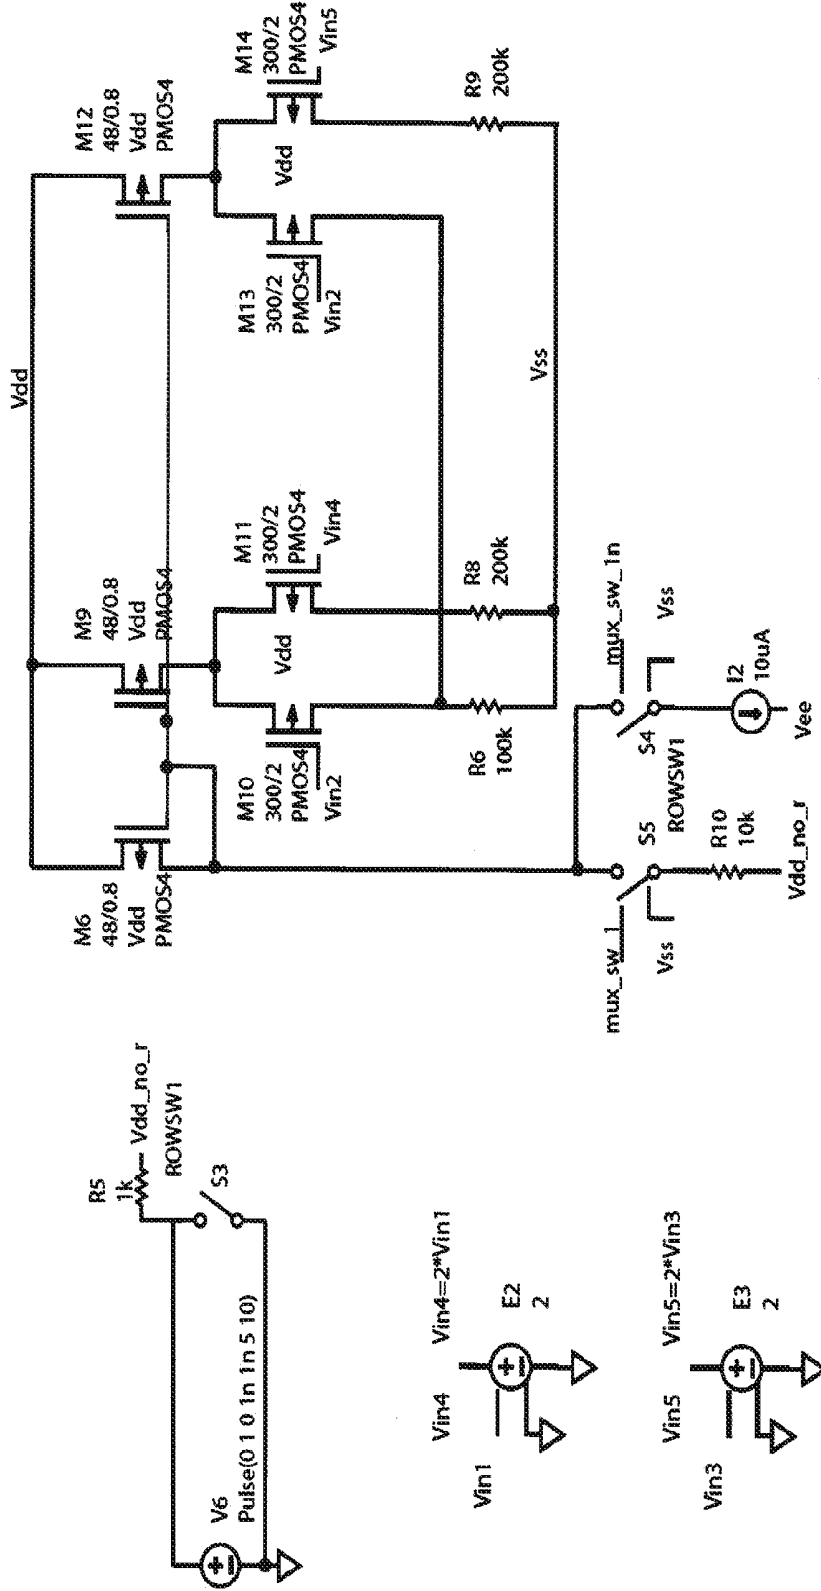 Vdd
M6
48/0.8
Vdd
PMOS4
M9
48/0.8
Vdd
PMOS4
M12
48/0.8
Vdd
PMOS4
M10
300/2
PMOS4
Vin2
Vdd
M11
300/2
PMOS4
Vin4
M13
300/2
PMOS4
Vin2
Vdd
M14
300/2
PMOS4
Vin5
R6
100k
R8
200k
R9
200k
Vss
mux_sw_1
Vss
S5
R10
10k
Vdd_no_r
mux_sw_1n
Vss
S4
ROWSW1
I2
10uA
Vee
R5
1k
Vdd_no_r
ROWSW1
S3
V6
Pulse(0 1 0 1n 1n 5 10)
Vin4
Vin4=2*Vin1
Vin1
E2
2
Vin5
Vin5=2*Vin3
Vin3
E3
2